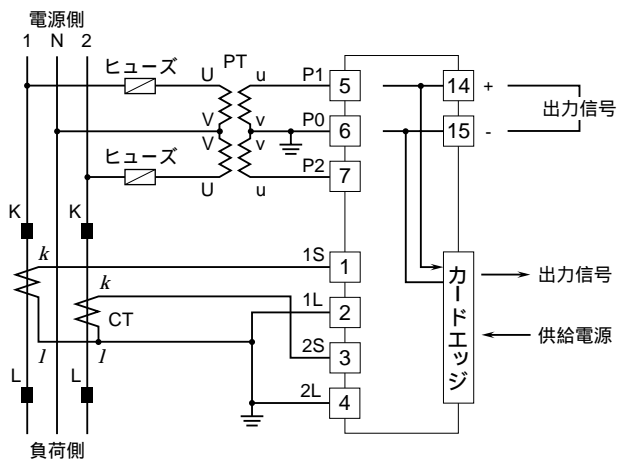 電源側
1 N 2
ヒューズ
U
PT
u
P1
5
14
+
出力信号
V
v
P0
6
15
-
V
v
ヒューズ
U
u
P2
7
K
K
k
1S
1
k
1L
2
CT
2S
3
l
l
L
L
2L
4
カードエッジ
出力信号
供給電源
負荷側